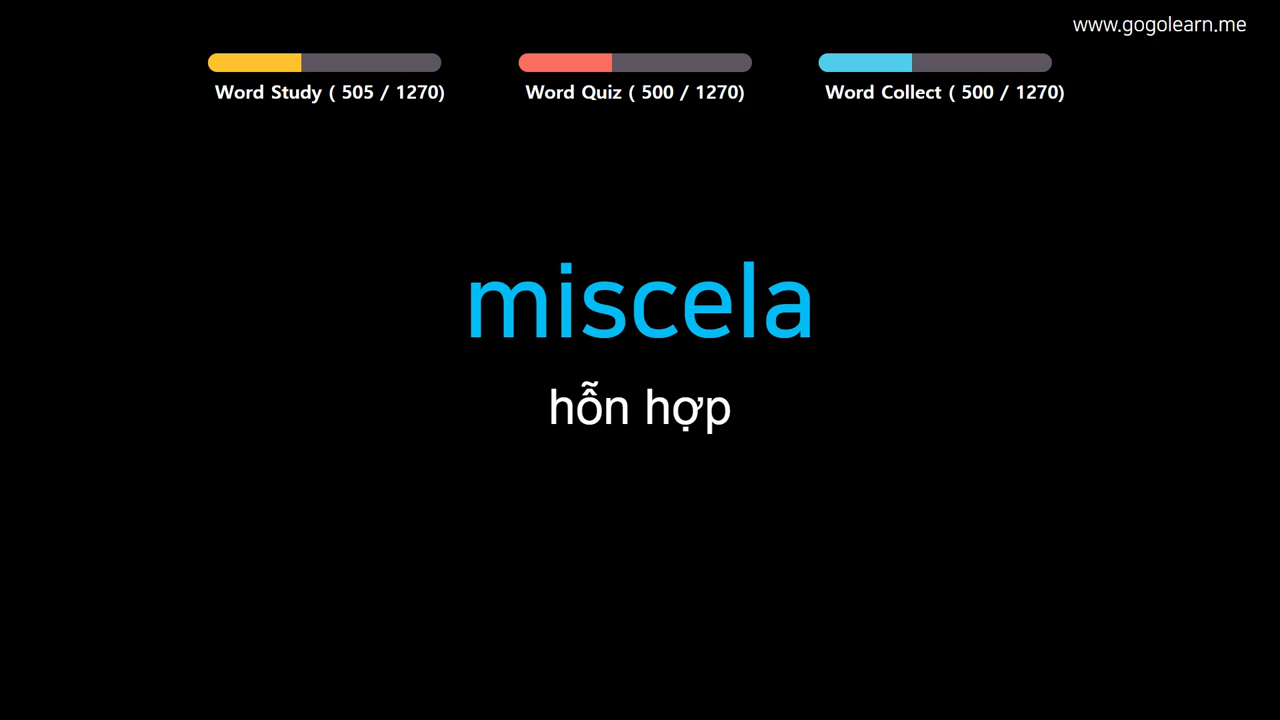 www.gogolearn.me
Word Study ( 505 / 1270)
Word Quiz ( 500 / 1270)
Word Collect ( 500 / 1270)
miscela
hỗn hợp